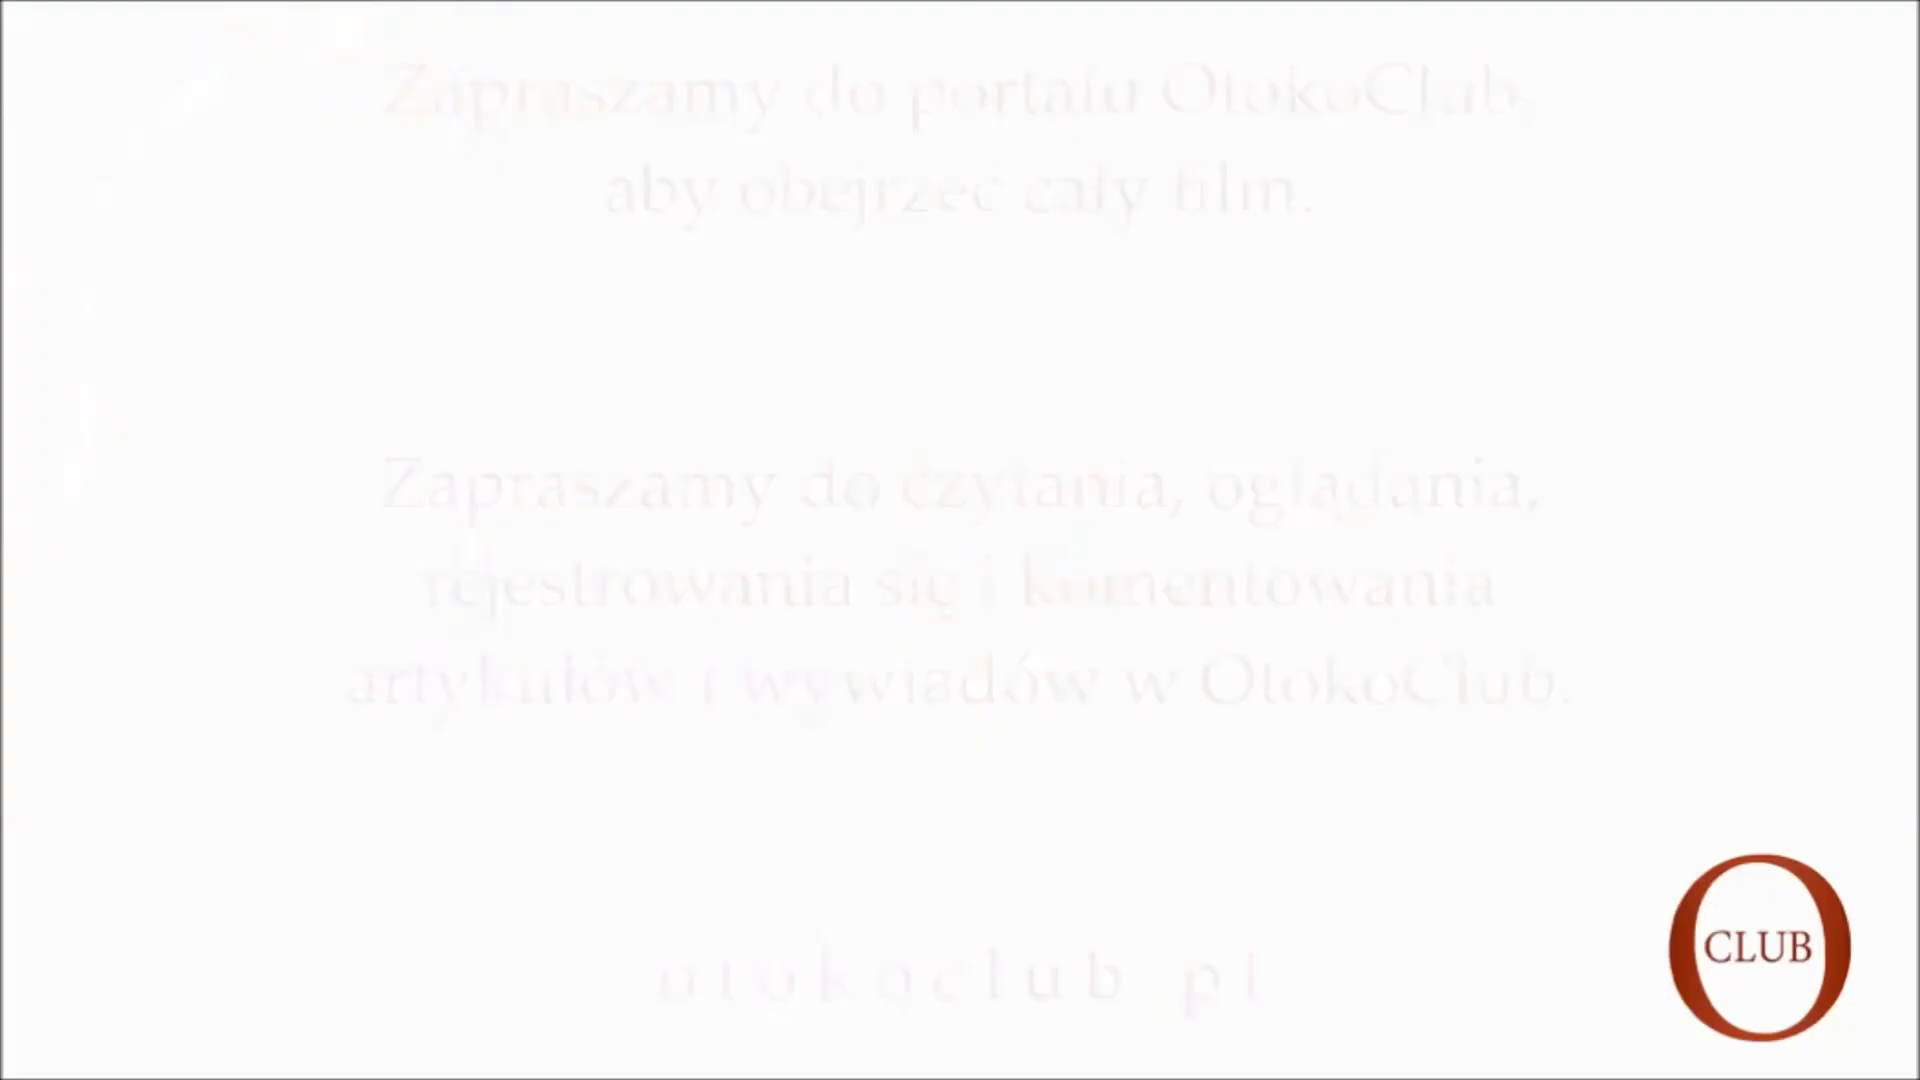 Zapraszamy do portalu OtokoClub,
aby obejrzeć cały film.
Zapraszamy do czytania, oglądania,
rejestrowania się i komentowania
artykułów i wywiadów w OtokoClub.
otokoclub.pl
CLUB